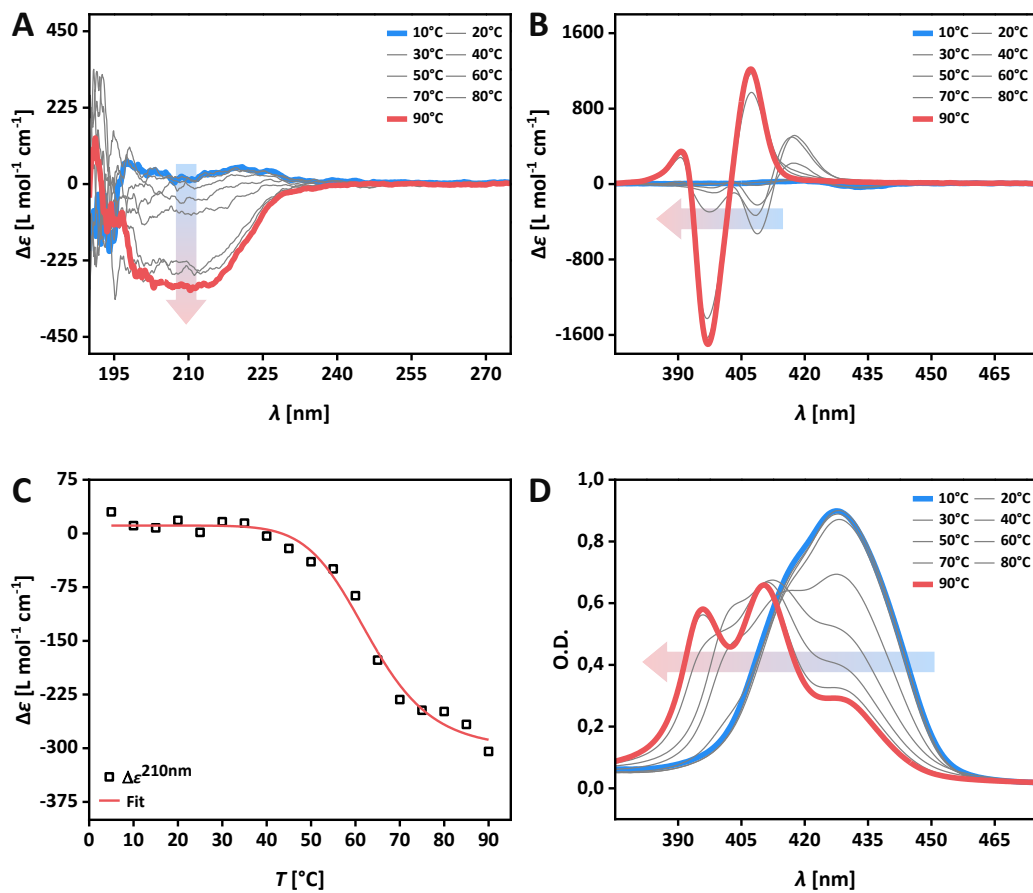 A
450
225
0
-225
-450
Δε [L mol⁻¹ cm⁻¹]
10°C 20°C
30°C 40°C
50°C 60°C
70°C 80°C
90°C
195 210 225 240 255 270
λ [nm]
B
1600
800
0
-800
-1600
Δε [L mol⁻¹ cm⁻¹]
10°C 20°C
30°C 40°C
50°C 60°C
70°C 80°C
90°C
390 405 420 435 450 465
λ [nm]
C
75
0
-75
-150
-225
-300
-375
Δε [L mol⁻¹ cm⁻¹]
Δε²¹⁰ⁿᵐ
Fit
0 10 20 30 40 50 60 70 80 90
T [°C]
D
1,0
0,8
0,6
0,4
0,2
0,0
O.D.
10°C 20°C
30°C 40°C
50°C 60°C
70°C 80°C
90°C
390 405 420 435 450 465
λ [nm]